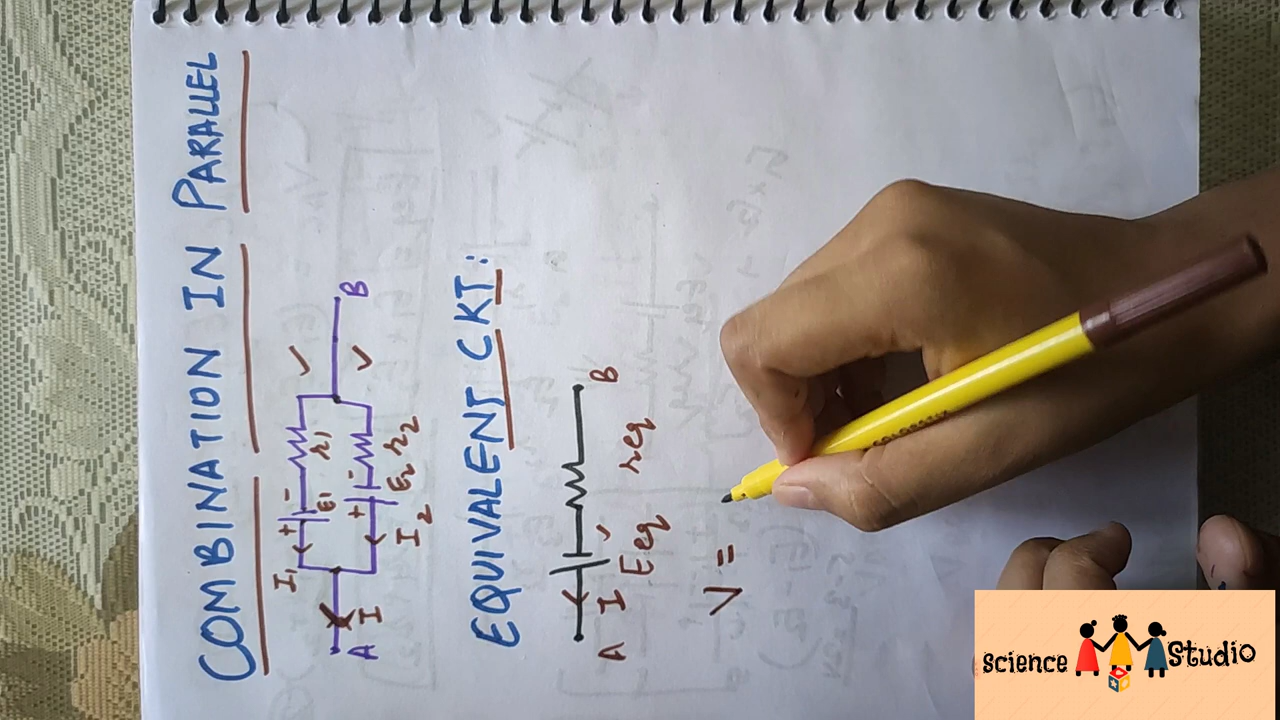 COMBINATION IN PARALLEL
I₁ + - V
E₁ r₁
A I B
+ - V
I₂ E₂ r₂
EQUIVALENT CKT:
A I Eeq req B
V =
Science Studio